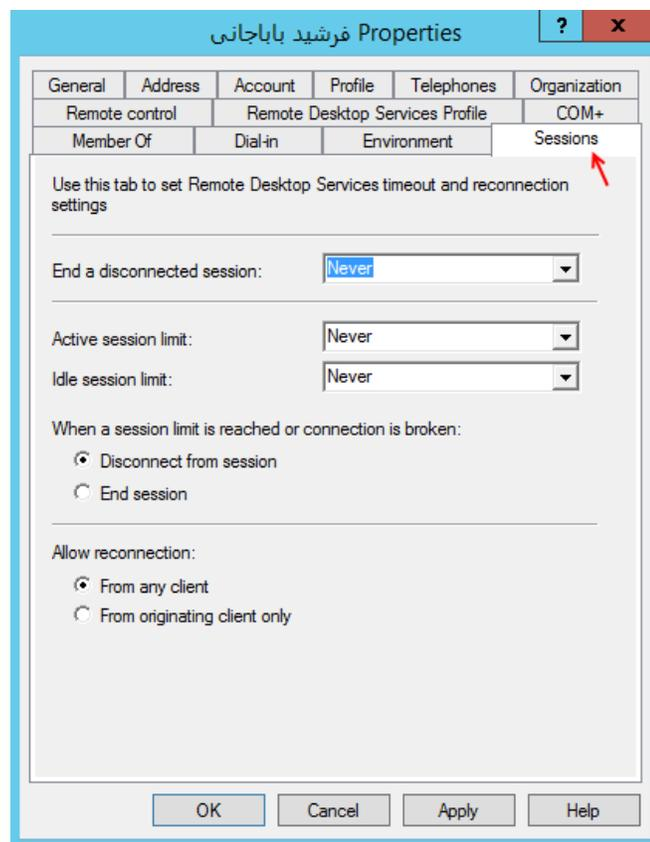 فرشید باباجانی Properties
? x
General Address Account Profile Telephones Organization
Remote control Remote Desktop Services Profile COM+
Member Of Dial-in Environment Sessions
Use this tab to set Remote Desktop Services timeout and reconnection
settings
End a disconnected session: Never
Active session limit: Never
Idle session limit: Never
When a session limit is reached or connection is broken:
Disconnect from session
End session
Allow reconnection:
From any client
From originating client only
OK Cancel Apply Help